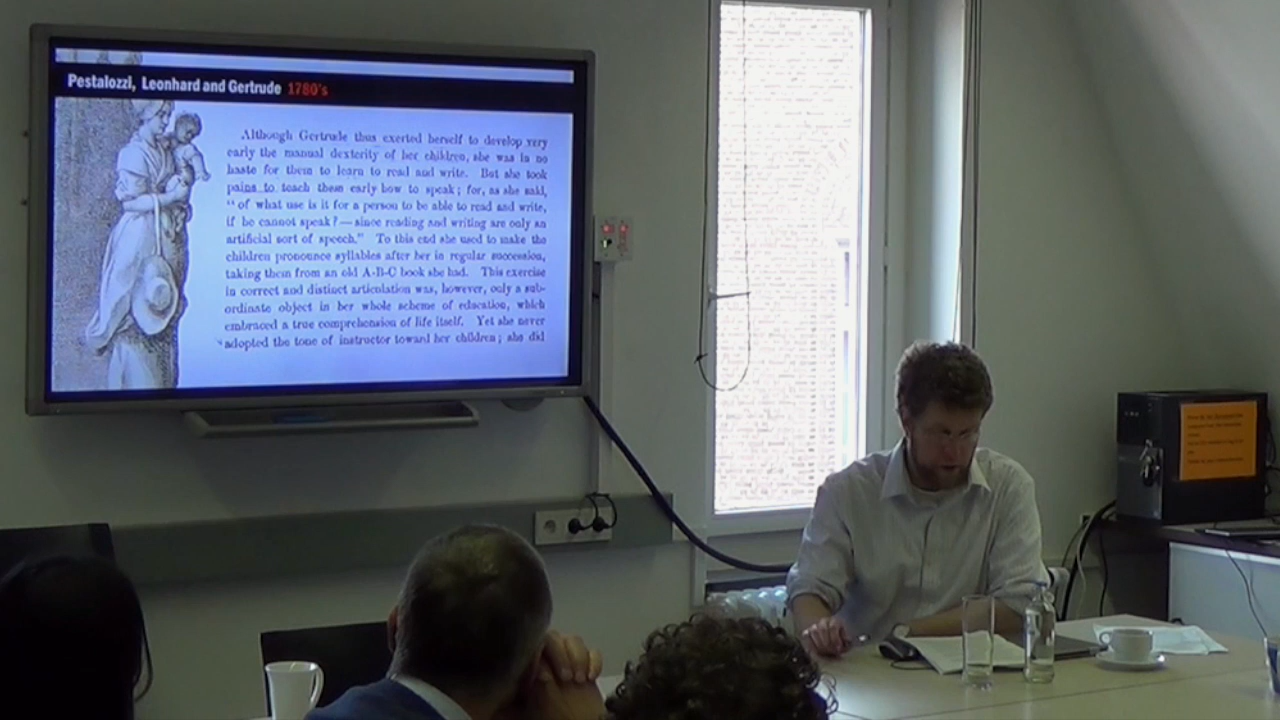 Pestalozzi, Leonhard and Gertrude 1780's
Although Gertrude thus exerted herself to develop very
early the manual dexterity of her children, she was in no
haste for them to learn to read and write. But she took
pains to teach them early how to speak; for, as she said,
"of what use is it for a person to be able to read and write,
if he cannot speak?—since reading and writing are only an
artificial sort of speech." To this end she used to make the
children pronounce syllables after her in regular succession,
taking them from an old A-B-C book she had. This exercise
in correct and distinct articulation was, however, only a sub-
ordinate object in her whole scheme of education, which
embraced a true comprehension of life itself. Yet she never
adopted the tone of instructor toward her children; she did